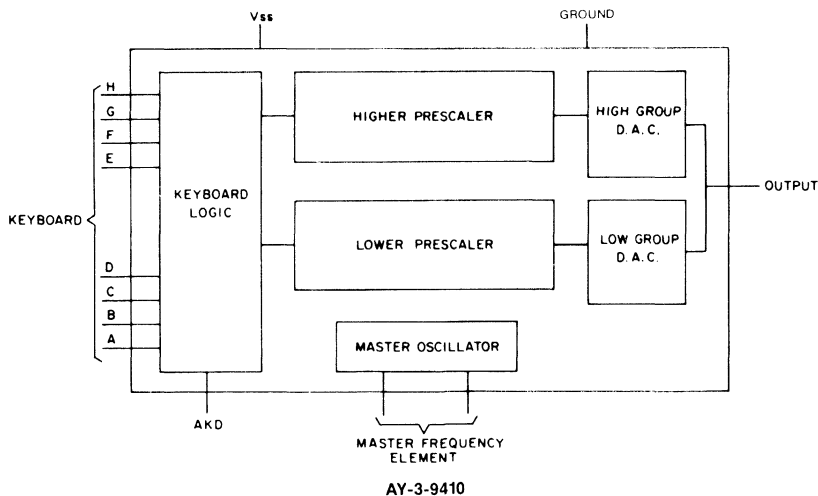 Vss
GROUND
H
G
F
E
KEYBOARD
D
C
B
A
KEYBOARD
LOGIC
HIGHER PRESCALER
HIGH GROUP
D.A.C.
OUTPUT
LOWER PRESCALER
LOW GROUP
D.A.C.
MASTER OSCILLATOR
AKD
MASTER FREQUENCY
ELEMENT
AY-3-9410